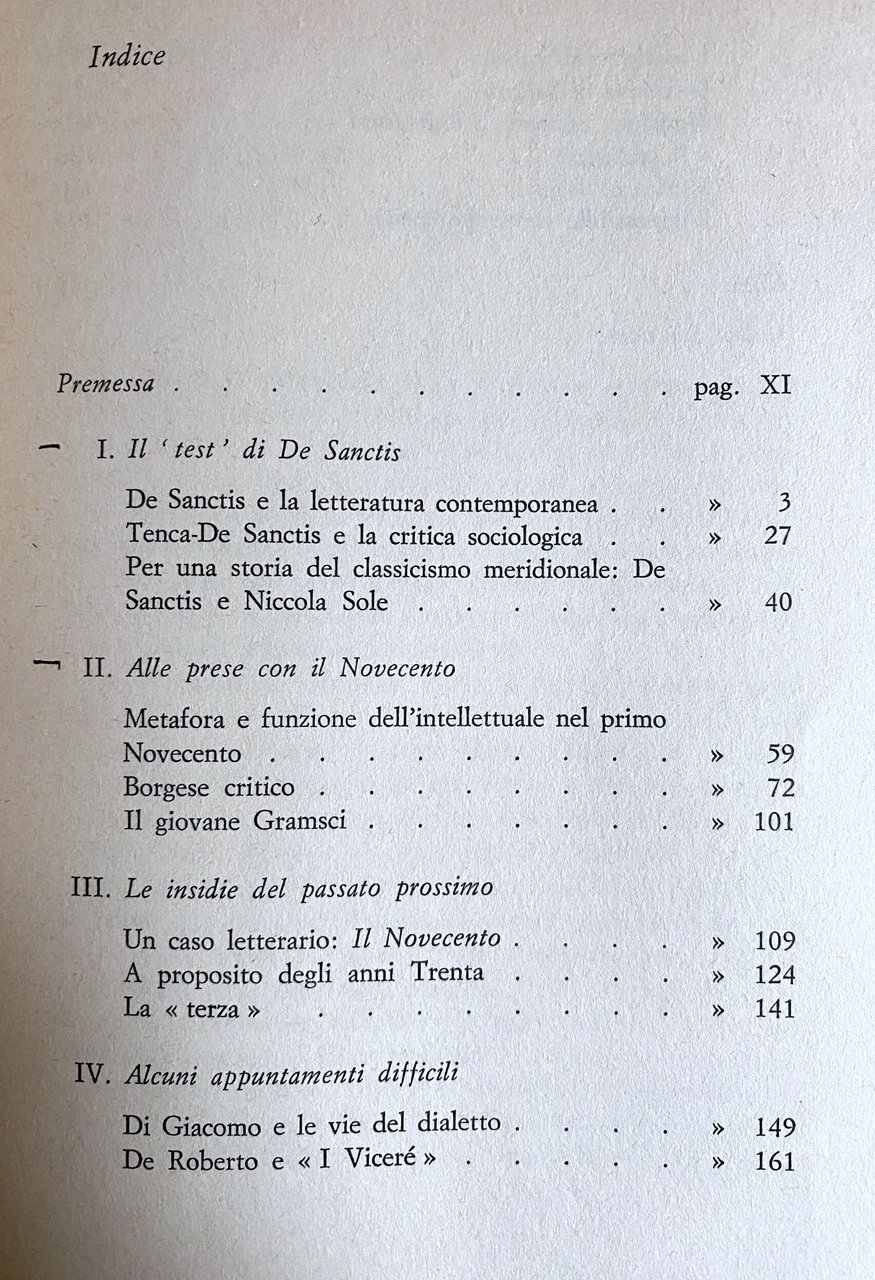 Indice
Premessa . . . . . . . . . . . pag. XI
I. Il ‘test’ di De Sanctis
De Sanctis e la letteratura contemporanea . . » 3
Tenca-De Sanctis e la critica sociologica . . » 27
Per una storia del classicismo meridionale: De
Sanctis e Niccola Sole . . . . . . » 40
II. Alle prese con il Novecento
Metafora e funzione dell’intellettuale nel primo
Novecento . . . . . . . . . » 59
Borgese critico . . . . . . . . » 72
Il giovane Gramsci . . . . . . . » 101
III. Le insidie del passato prossimo
Un caso letterario: Il Novecento . . . . » 109
A proposito degli anni Trenta . . . . » 124
La « terza » . . . . . . . . » 141
IV. Alcuni appuntamenti difficili
Di Giacomo e le vie del dialetto . . . . » 149
De Roberto e « I Viceré » . . . . . » 161